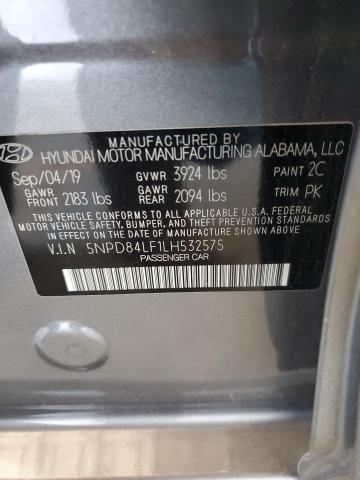 MANUFACTURED BY
HYUNDAI MOTOR MANUFACTURING ALABAMA, LLC
Sep/04/19 GVWR 3924 lbs PAINT 2C
GAWR FRONT 2183 lbs GAWR REAR 2094 lbs TRIM PK
THIS VEHICLE CONFORMS TO ALL APPLICABLE U.S.A. FEDERAL
MOTOR VEHICLE SAFETY, BUMPER, AND THEFT PREVENTION STANDARDS
IN EFFECT ON THE DATE OF MANUFACTURE SHOWN ABOVE.
V.I.N 5NPD84LF1LH532575
PASSENGER CAR